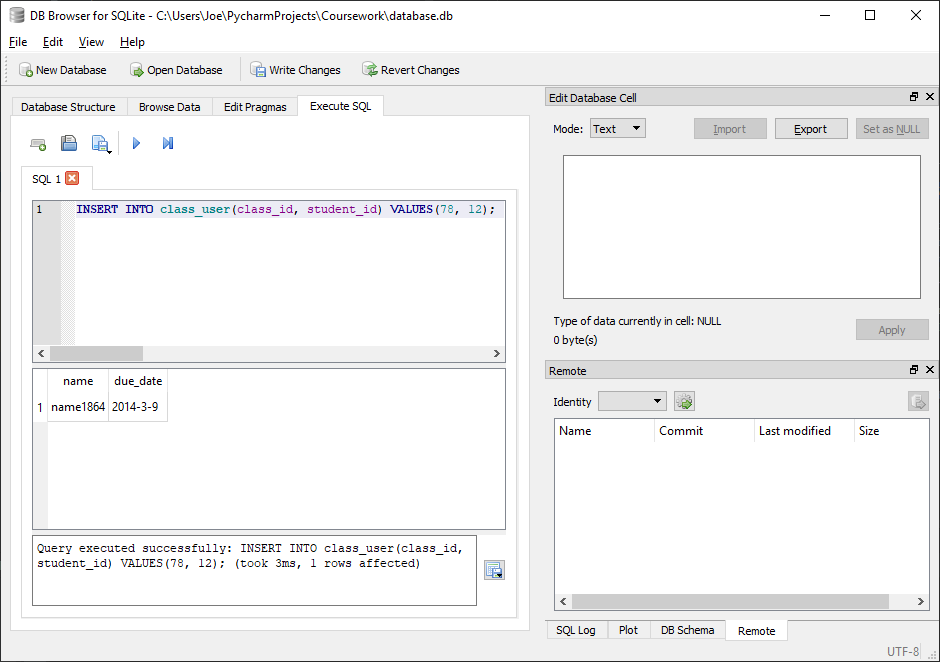 DB Browser for SQLite - C:\Users\Joe\PycharmProjects\Coursework\database.db
File Edit View Help
New Database Open Database Write Changes Revert Changes
Database Structure Browse Data Edit Pragmas Execute SQL
SQL 1
1 INSERT INTO class_user(class_id, student_id) VALUES(78, 12);
name due_date
1 name1864 2014-3-9
Query executed successfully: INSERT INTO class_user(class_id,
student_id) VALUES(78, 12); (took 3ms, 1 rows affected)
Edit Database Cell
Mode: Text Import Export Set as NULL
Type of data currently in cell: NULL
0 byte(s)
Apply
Remote
Identity
Name Commit Last modified Size
SQL Log Plot DB Schema Remote
UTF-8